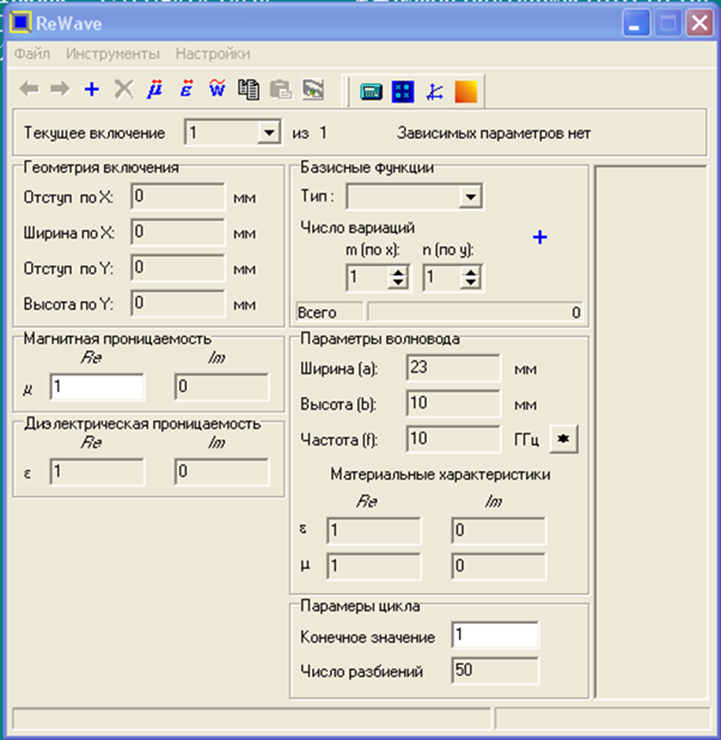 ReWave
Файл Инструменты Настройки
μ ε w
Текущее включение 1 из 1 Зависимых параметров нет
Геометрия включения
Отступ по X: 0 мм
Ширина по X: 0 мм
Отступ по Y: 0 мм
Высота по Y: 0 мм
Магнитная проницаемость
Re Im
μ 1 0
Диэлектрическая проницаемость
Re Im
ε 1 0
Базисные функции
Тип :
Число вариаций
m (по x): n (по y):
1 1
Всего 0
Параметры волновода
Ширина (a): 23 мм
Высота (b): 10 мм
Частота (f): 10 ГГц *
Материальные характеристики
Re Im
ε 1 0
μ 1 0
Парамеры цикла
Конечное значение 1
Число разбиений 50